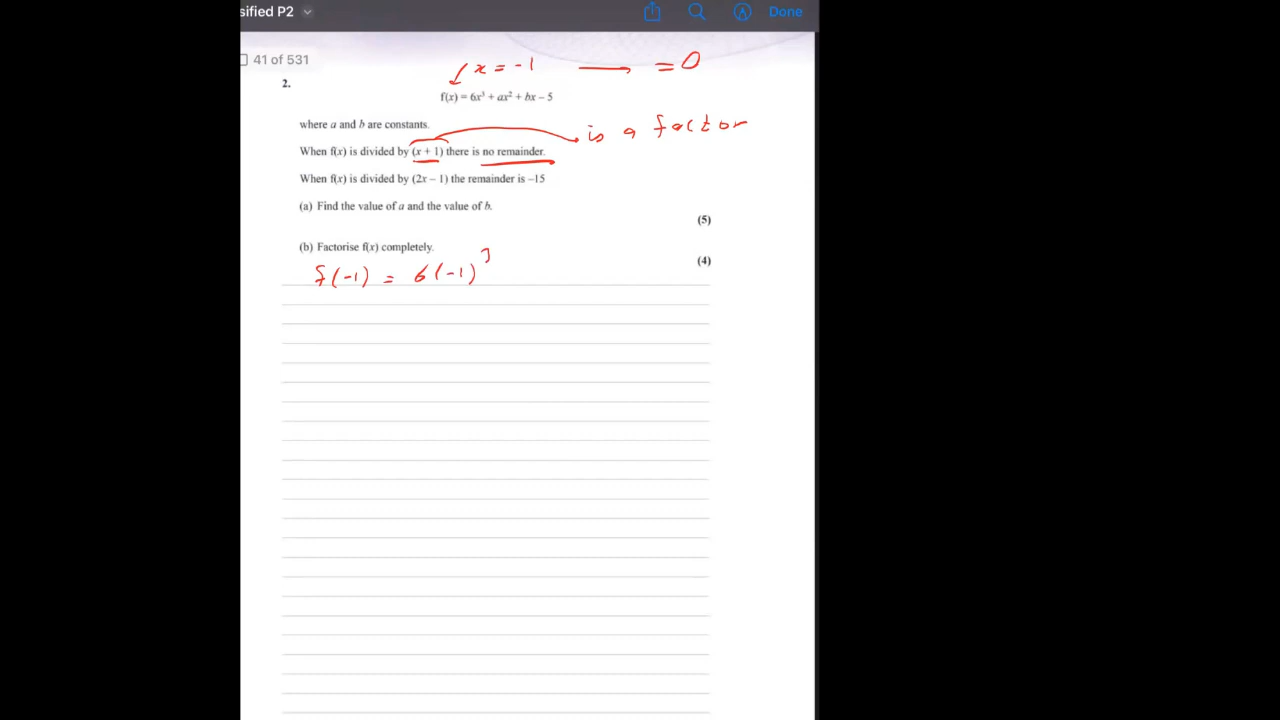 sified P2
Done
41 of 531
x = -1 → = 0
2.
f(x) = 6x³ + ax² + bx – 5
where a and b are constants.
is a factor
When f(x) is divided by (x + 1) there is no remainder.
When f(x) is divided by (2x – 1) the remainder is –15
(a) Find the value of a and the value of b.
(5)
(b) Factorise f(x) completely.
(4)
f(-1) = 6(-1)³